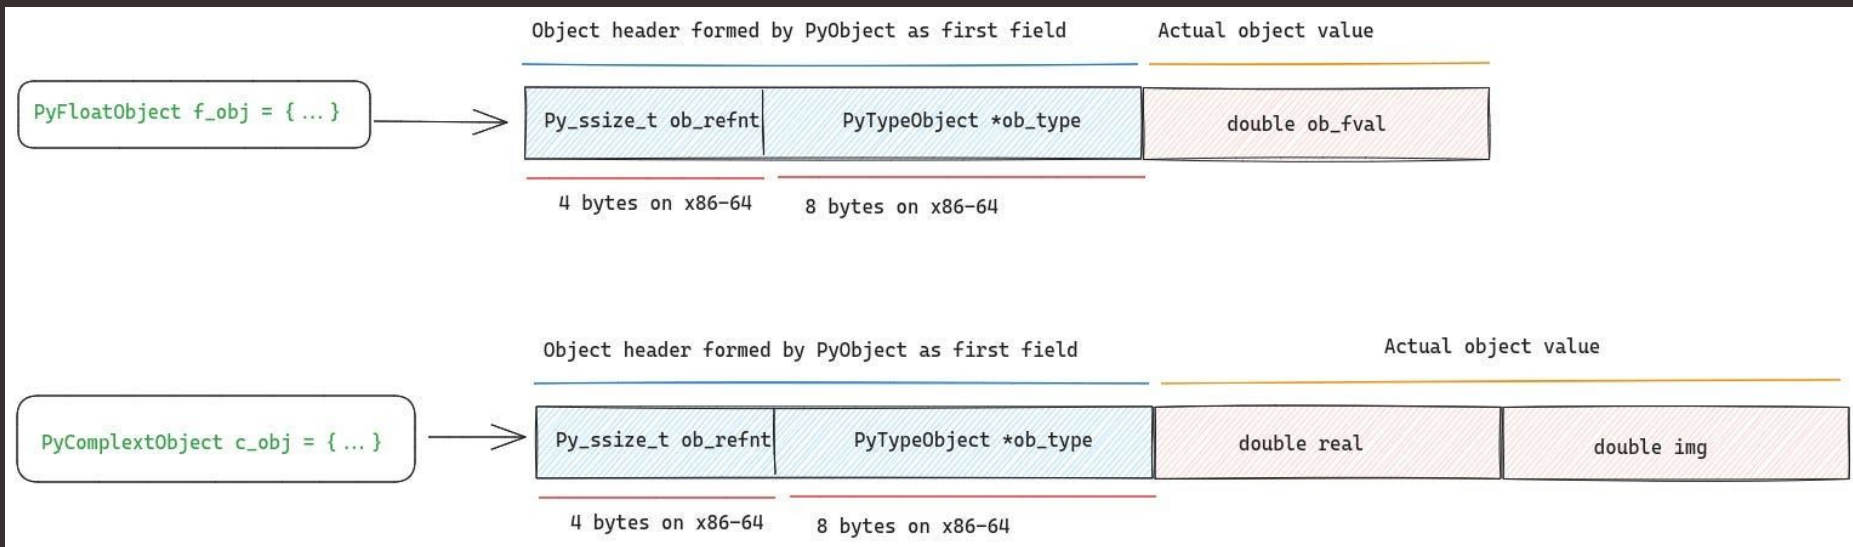 Object header formed by PyObject as first field
Actual object value
PyFloatObject f_obj = {...}
Py_ssize_t ob_refnt
PyTypeObject *ob_type
double ob_fval
4 bytes on x86-64
8 bytes on x86-64
Object header formed by PyObject as first field
Actual object value
PyComplextObject c_obj = {...}
Py_ssize_t ob_refnt
PyTypeObject *ob_type
double real
double img
4 bytes on x86-64
8 bytes on x86-64